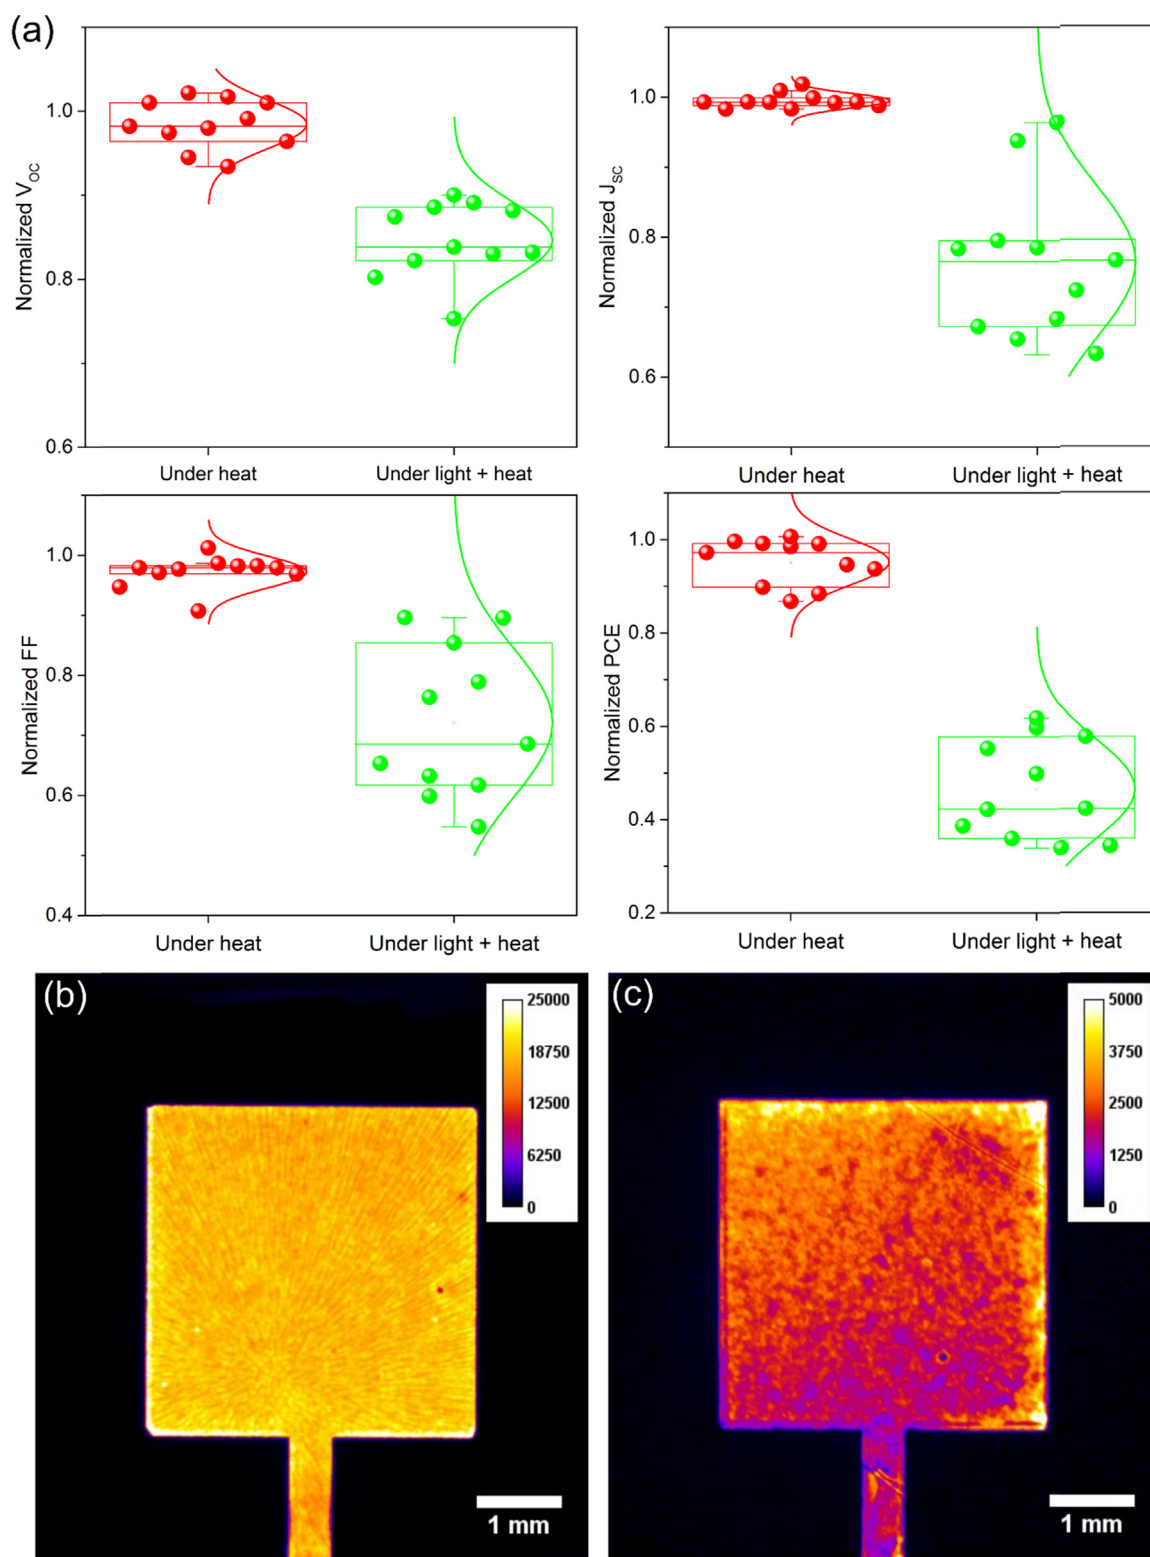 (a)
Normalized V_OC
1.0
0.8
0.6
Under heat
Under light + heat
Normalized J_SC
1.0
0.8
0.6
Under heat
Under light + heat
Normalized FF
1.0
0.8
0.6
0.4
Under heat
Under light + heat
Normalized PCE
1.0
0.8
0.6
0.4
0.2
Under heat
Under light + heat
(b)
25000
18750
12500
6250
0
1 mm
(c)
5000
3750
2500
1250
0
1 mm